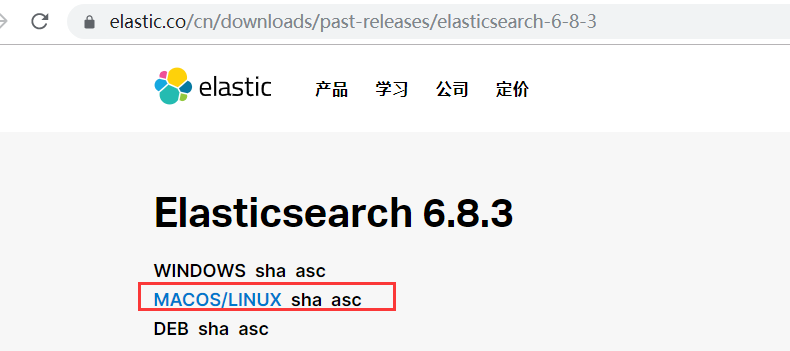 elastic.co/cn/downloads/past-releases/elasticsearch-6-8-3
elastic 产品 学习 公司 定价
Elasticsearch 6.8.3
WINDOWS sha asc
MACOS/LINUX sha asc
DEB sha asc